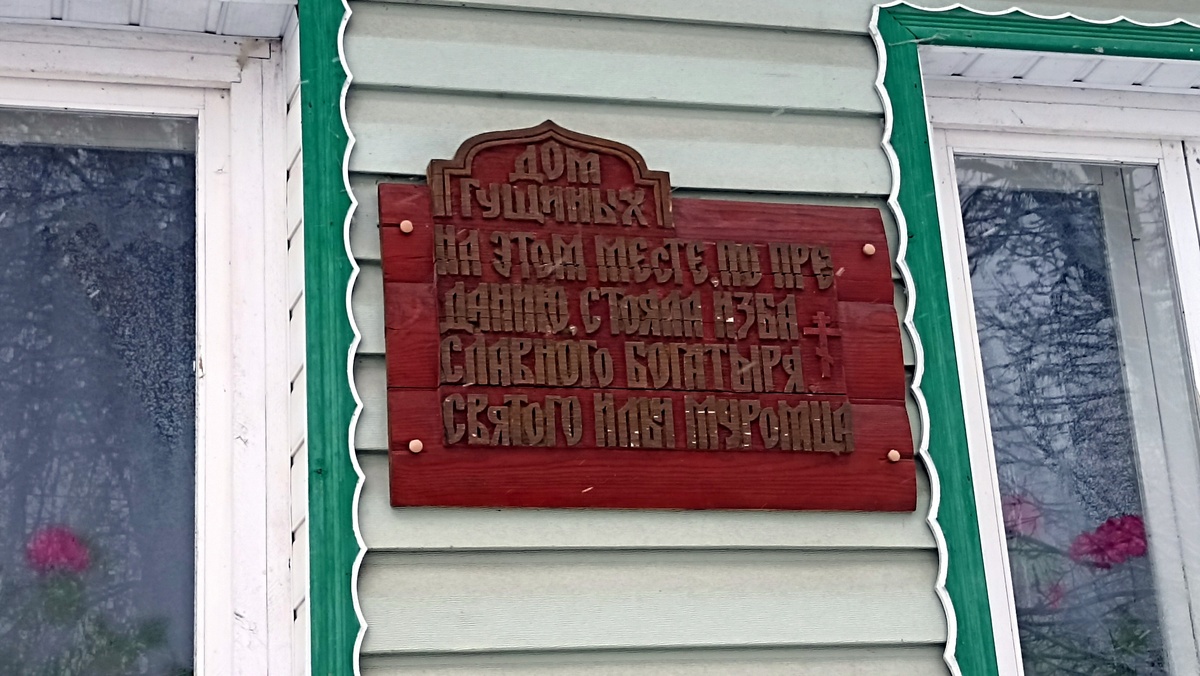 ДОМ
ГУЩИНЫХ
НА ЭТОМ МЕСТЕ, ПО ПРЕ
ДАНИЮ, СТОЯЛА ИЗБА
СЛАВНОГО БОГАТЫРЯ
СВЯТОГО ИЛЬИ МУРОМЦА